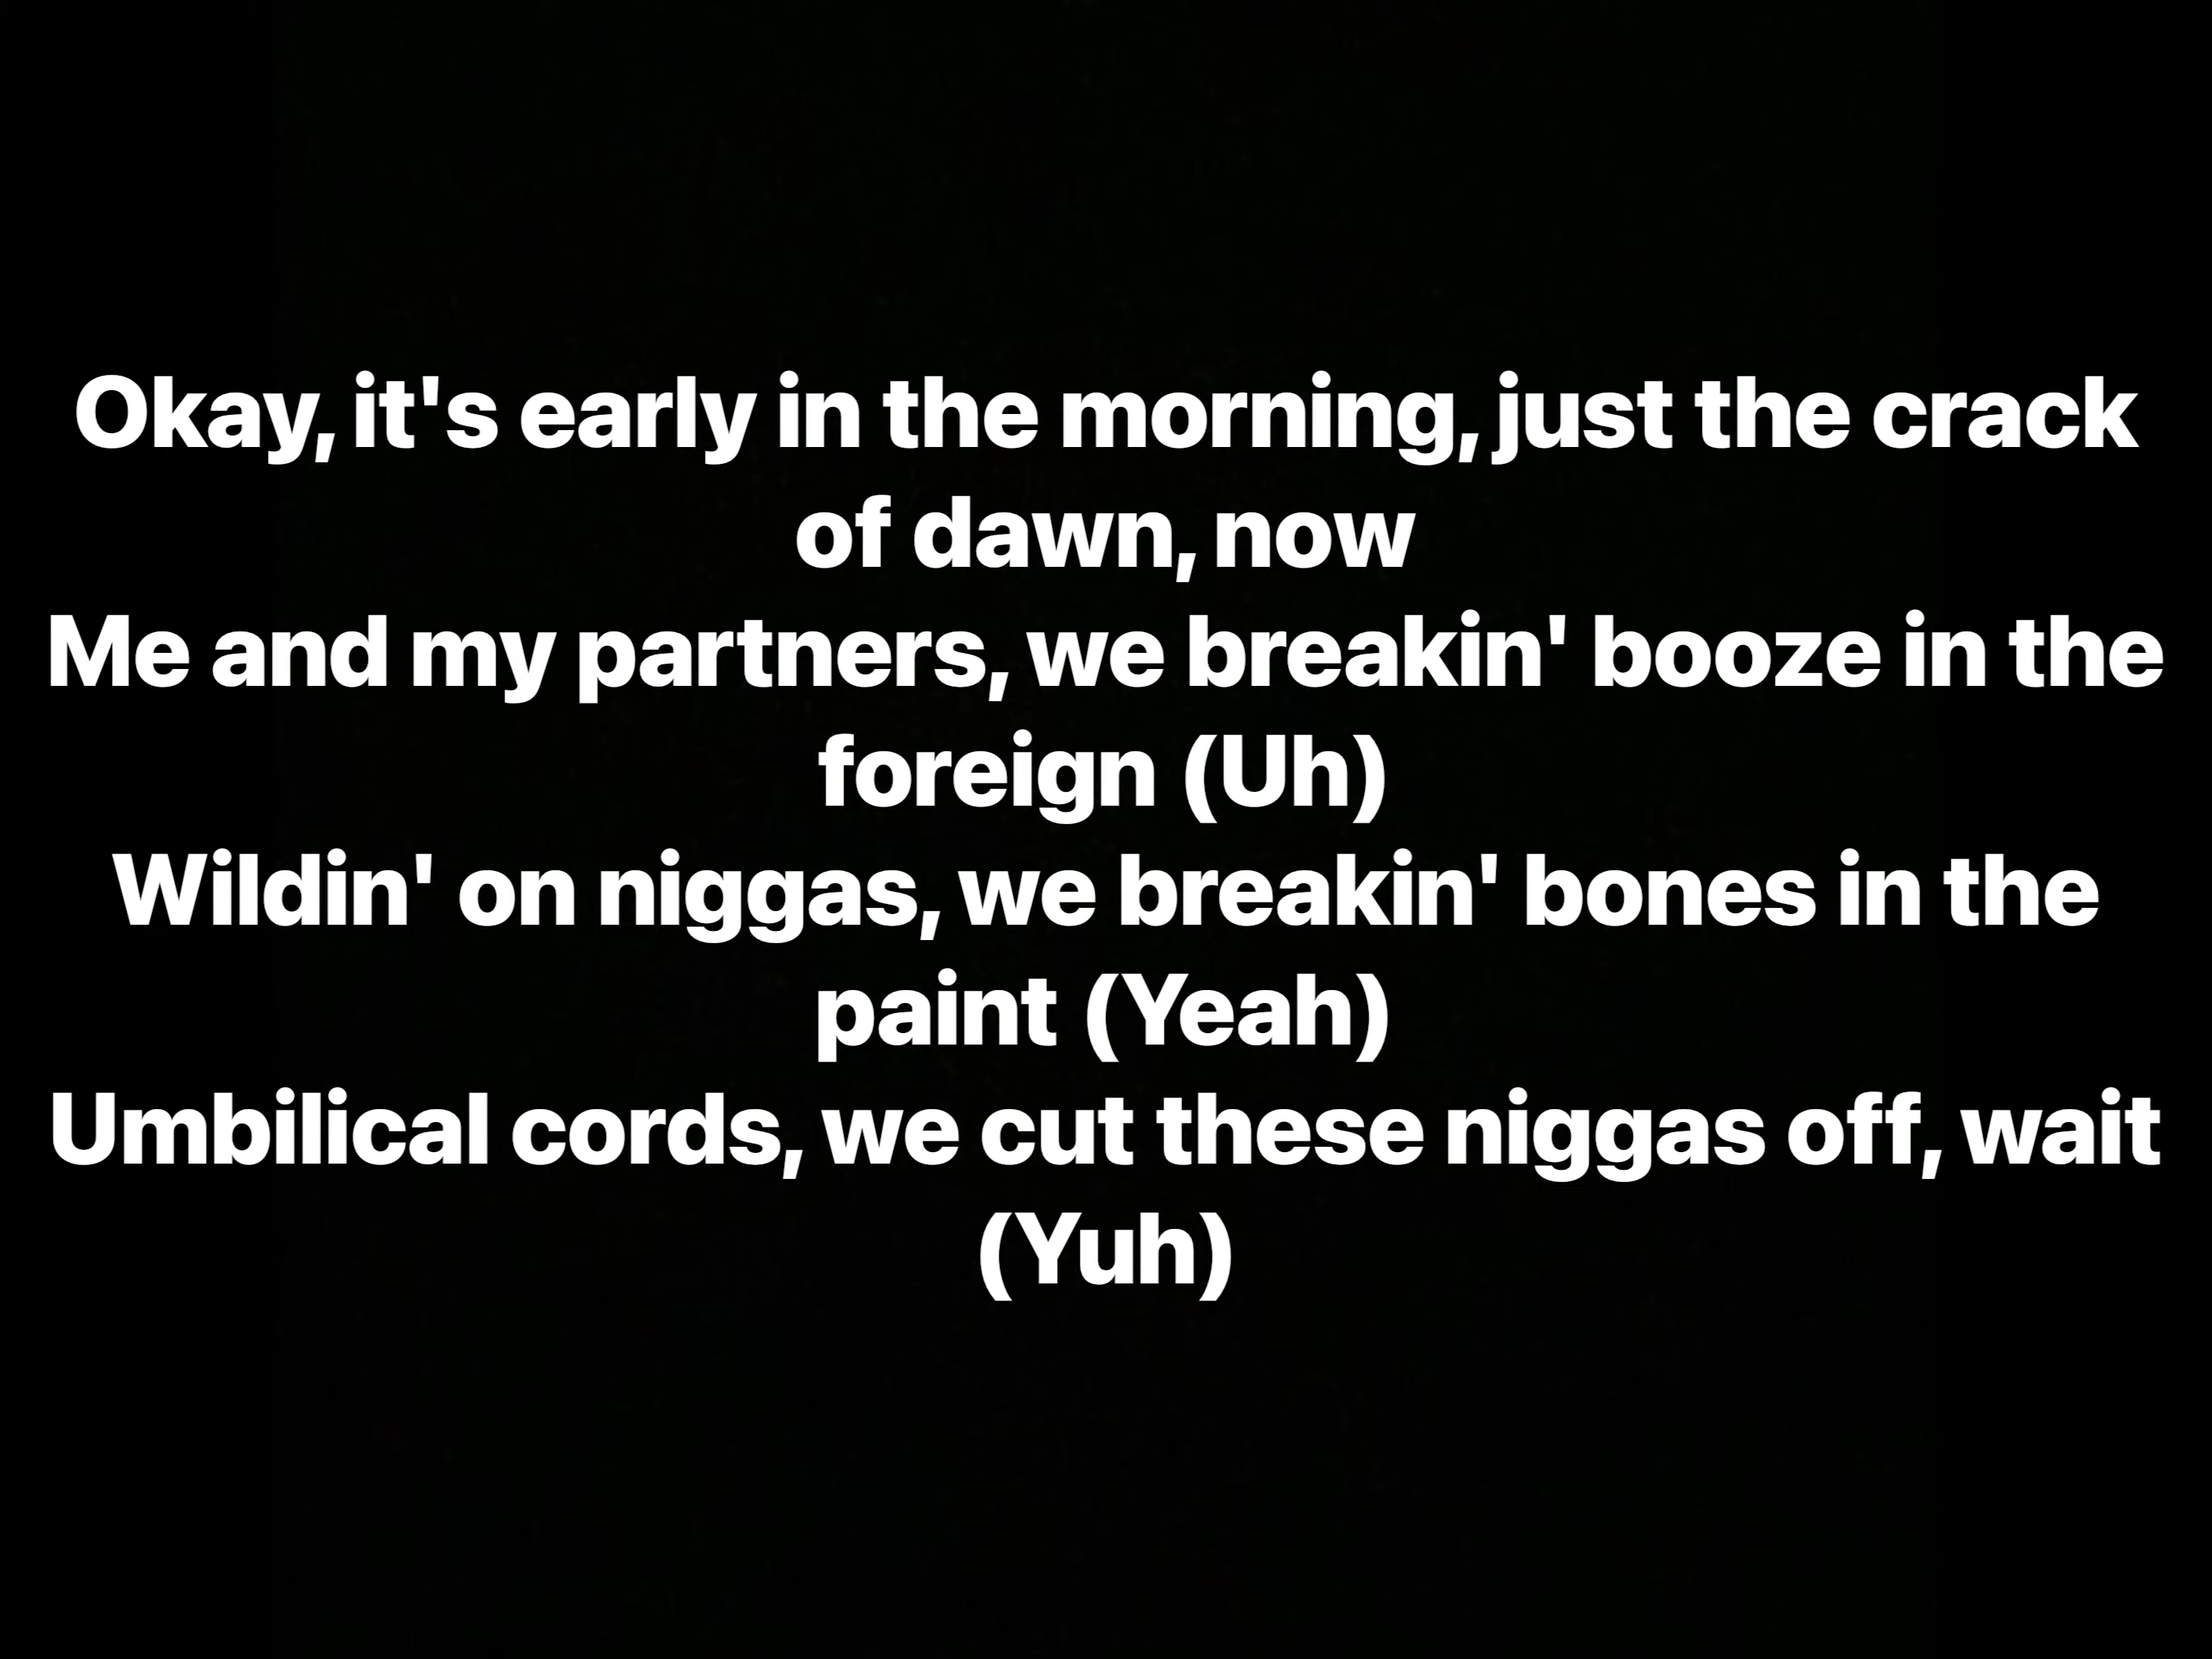 Okay, it's early in the morning, just the crack
of dawn, now
Me and my partners, we breakin' booze in the
foreign (Uh)
Wildin' on niggas, we breakin' bones in the
paint (Yeah)
Umbilical cords, we cut these niggas off, wait
(Yuh)